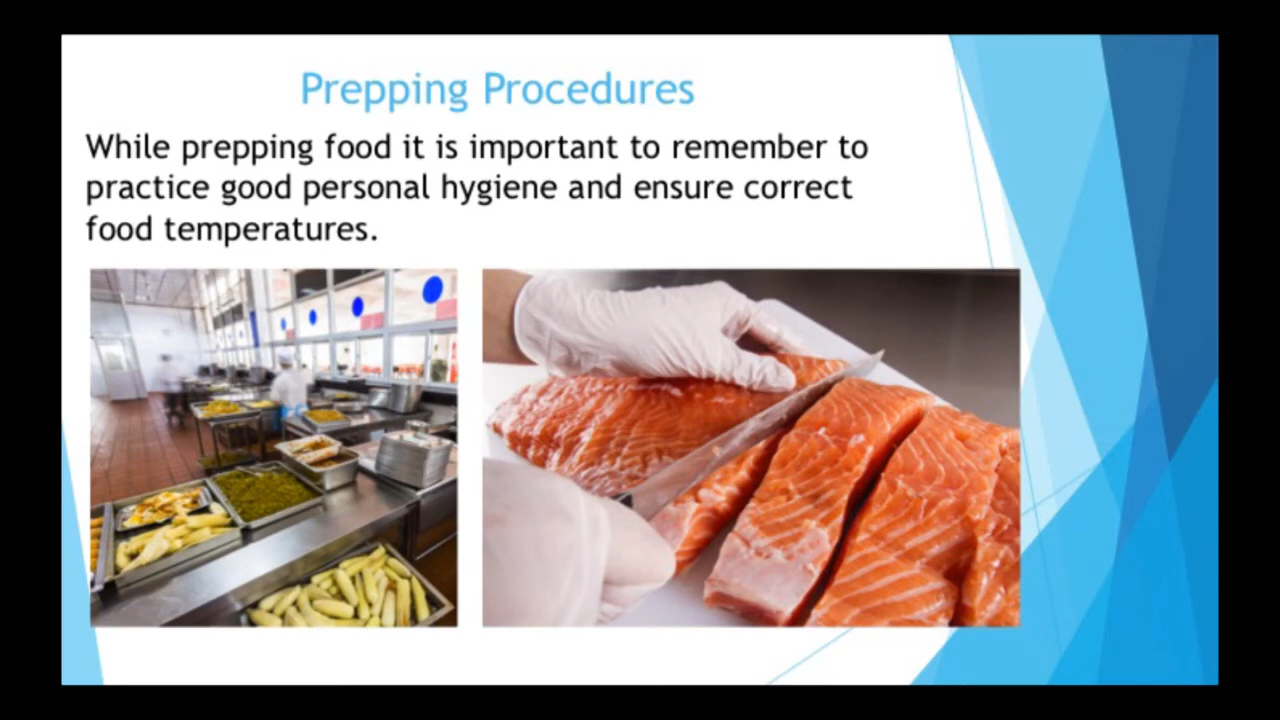 Prepping Procedures
While prepping food it is important to remember to
practice good personal hygiene and ensure correct
food temperatures.